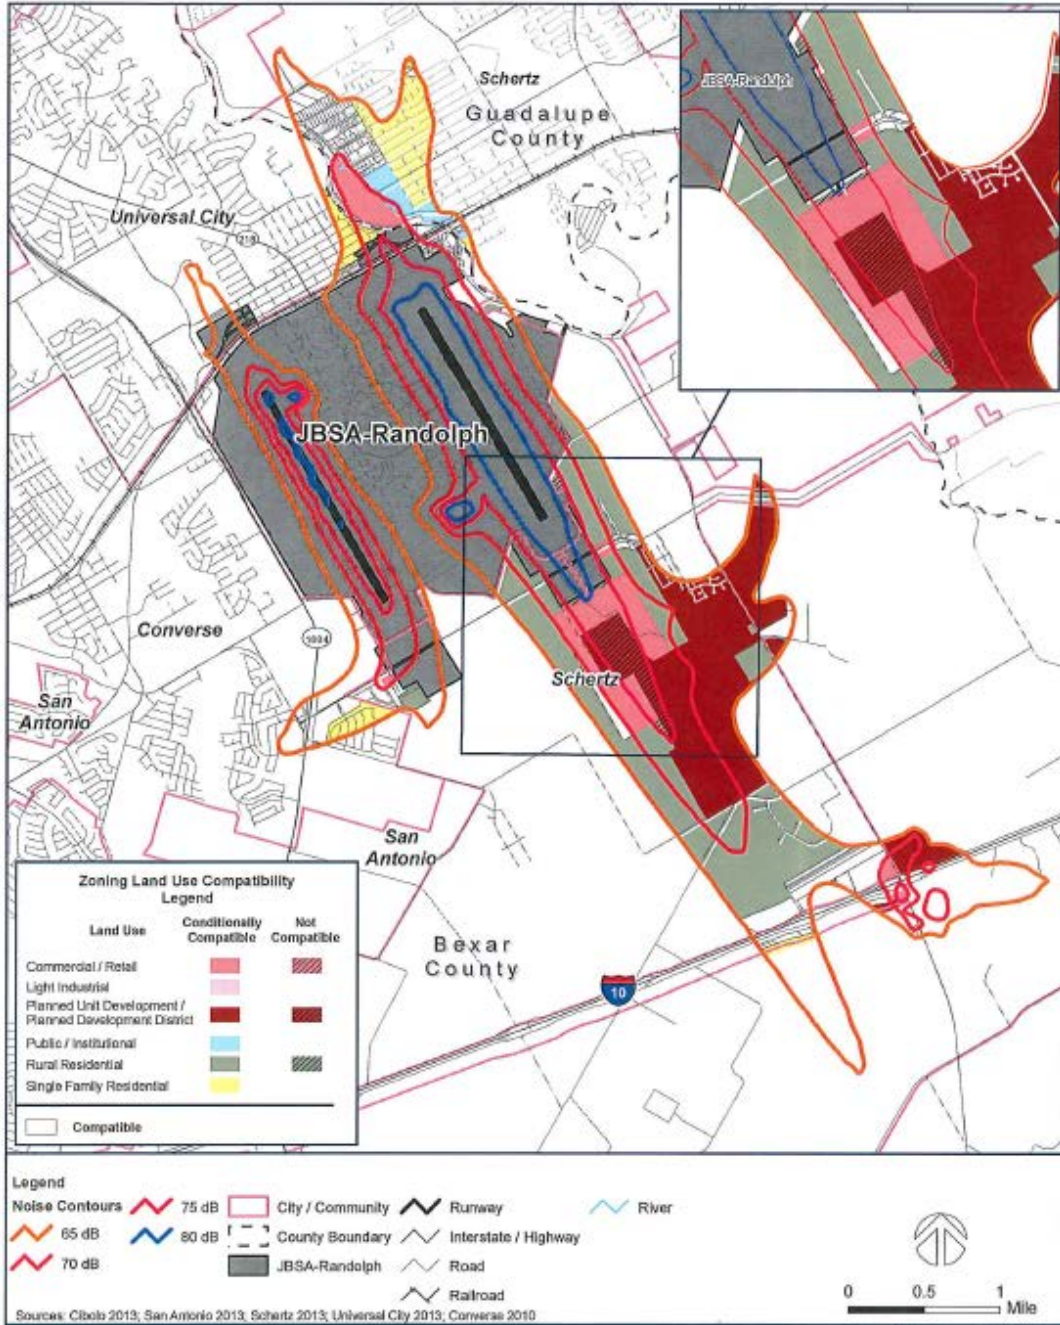 Schertz
Guadalupe
County
JBSA-Randolph
Universal City
218
JBSA-Randolph
Converse
1604
San
Antonio
Schertz
San
Antonio
Bexar
County
10
Zoning Land Use Compatibility
Legend
Land Use
Conditionally
Compatible
Not
Compatible
Commercial / Retail
Light Industrial
Planned Unit Development /
Planned Development District
Public / Institutional
Rural Residential
Single Family Residential
Compatible
Legend
Noise Contours
65 dB
70 dB
75 dB
80 dB
City / Community
County Boundary
JBSA-Randolph
Runway
Interstate / Highway
Road
Railroad
River
0 0.5 1
Mile
Sources: Cibolo 2013; San Antonio 2013; Schertz 2013; Universal City 2013; Converse 2010